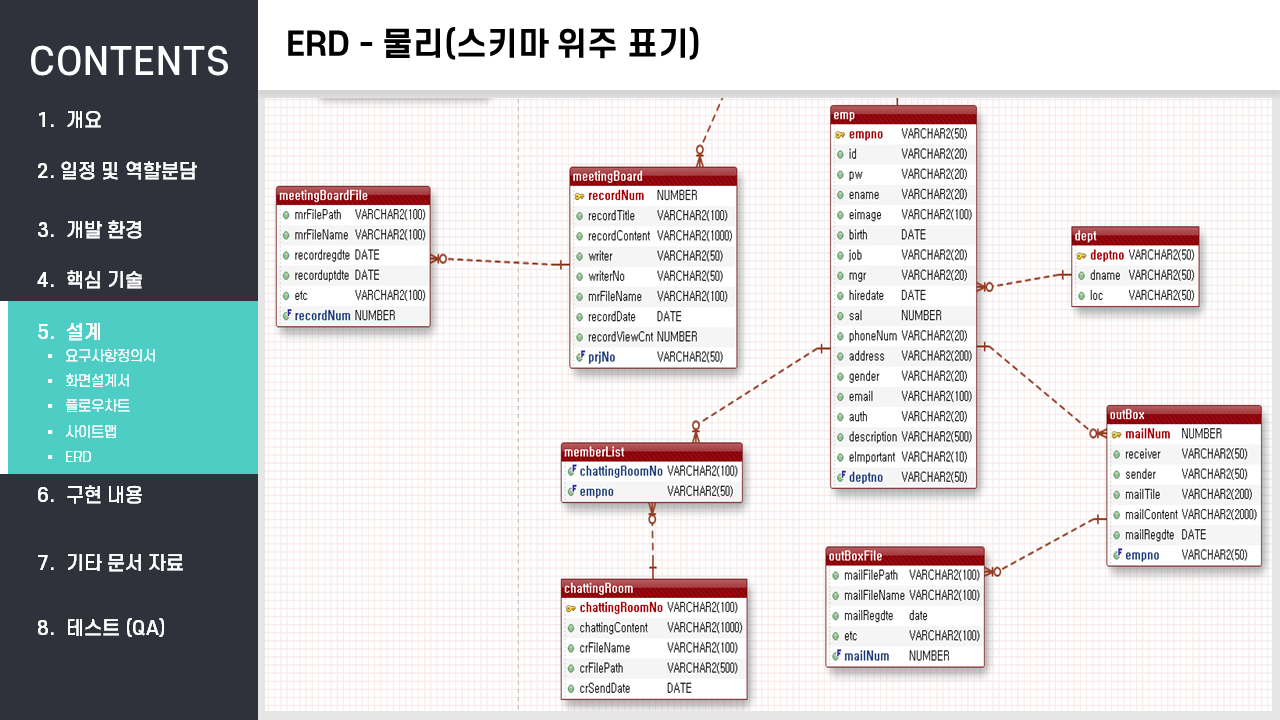 CONTENTS
1. 개요
2. 일정 및 역할분담
3. 개발 환경
4. 핵심 기술
5. 설계
▪ 요구사항정의서
▪ 화면설계서
▪ 플로우차트
▪ 사이트맵
▪ ERD
6. 구현 내용
7. 기타 문서 자료
8. 테스트 (QA)
ERD - 물리(스키마 위주 표기)
meetingBoardFile
mrFilePath VARCHAR2(100)
mrFileName VARCHAR2(100)
recordregdte DATE
recorduptdte DATE
etc VARCHAR2(100)
recordNum NUMBER
meetingBoard
recordNum NUMBER
recordTitle VARCHAR2(100)
recordContent VARCHAR2(1000)
writer VARCHAR2(50)
writerNo VARCHAR2(50)
mrFileName VARCHAR2(100)
recordDate DATE
recordViewCnt NUMBER
prjNo VARCHAR2(50)
emp
empno VARCHAR2(50)
id VARCHAR2(20)
pw VARCHAR2(20)
ename VARCHAR2(20)
eimage VARCHAR2(100)
birth DATE
job VARCHAR2(20)
mgr VARCHAR2(20)
hiredate DATE
sal NUMBER
phoneNum VARCHAR2(20)
address VARCHAR2(200)
gender VARCHAR2(20)
email VARCHAR2(100)
auth VARCHAR2(20)
description VARCHAR2(500)
eImportant VARCHAR2(10)
deptno VARCHAR2(50)
dept
deptno VARCHAR2(50)
dname VARCHAR2(50)
loc VARCHAR2(50)
memberList
chattingRoomNo VARCHAR2(100)
empno VARCHAR2(50)
chattingRoom
chattingRoomNo VARCHAR2(100)
chattingContent VARCHAR2(1000)
crFileName VARCHAR2(100)
crFilePath VARCHAR2(500)
crSendDate DATE
outBox
mailNum NUMBER
receiver VARCHAR2(50)
sender VARCHAR2(50)
mailTile VARCHAR2(200)
mailContent VARCHAR2(2000)
mailRegdte DATE
empno VARCHAR2(50)
outBoxFile
mailFilePath VARCHAR2(100)
mailFileName VARCHAR2(100)
mailRegdte date
etc VARCHAR2(100)
mailNum NUMBER